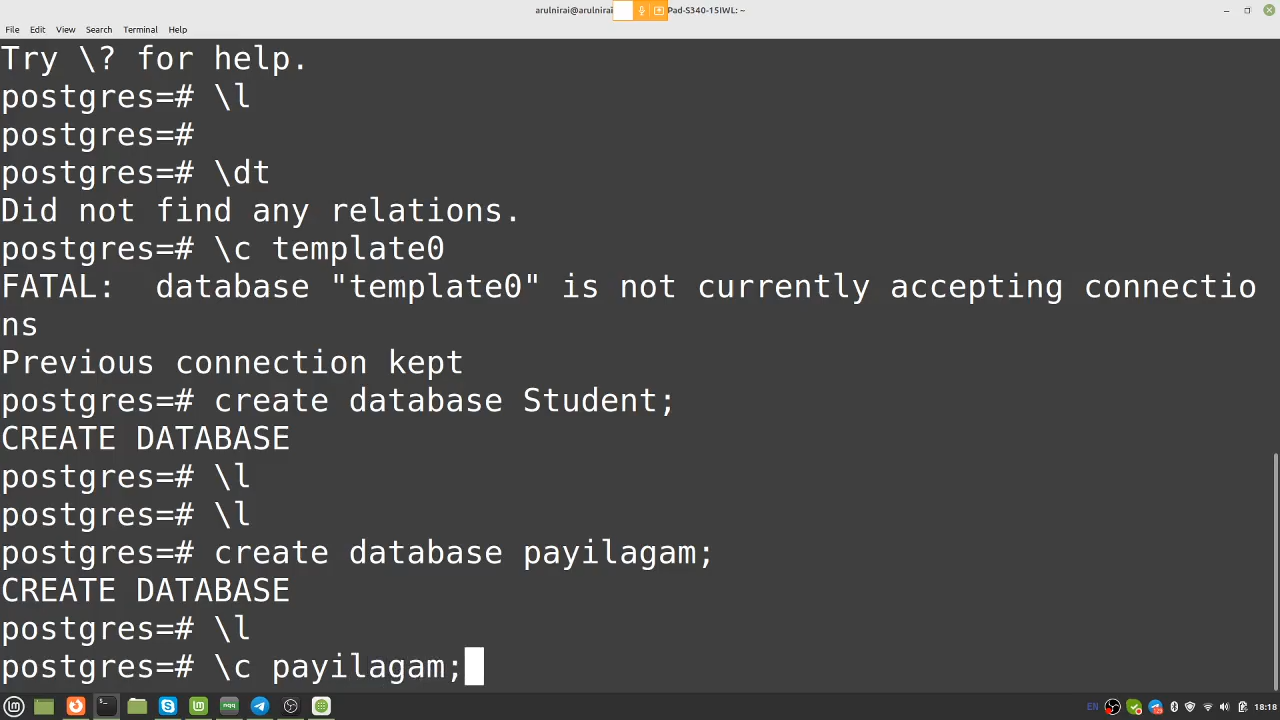 arulnirai@arulnirai Pad-S340-15IWL: ~
File Edit View Search Terminal Help
Try \? for help.
postgres=# \l
postgres=#
postgres=# \dt
Did not find any relations.
postgres=# \c template0
FATAL:  database "template0" is not currently accepting connectio
ns
Previous connection kept
postgres=# create database Student;
CREATE DATABASE
postgres=# \l
postgres=# \l
postgres=# create database payilagam;
CREATE DATABASE
postgres=# \l
postgres=# \c payilagam;
EN 18:18